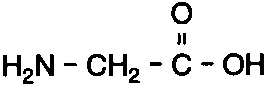 O
H₂N - CH₂ - C - OH